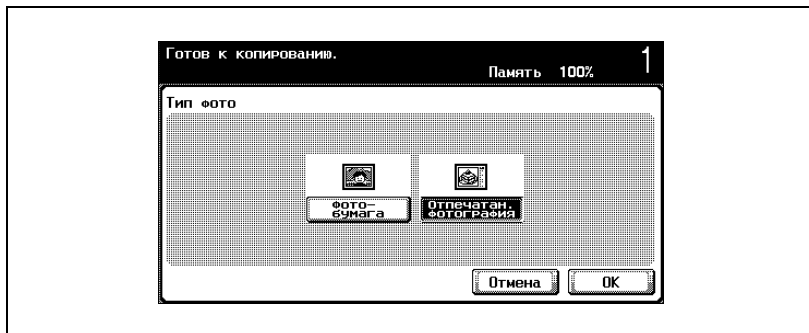 Готов к копированию.
Память 100% 1
Тип фото
Фото-
бумага
Отпечатан.
фотография
Отмена OK